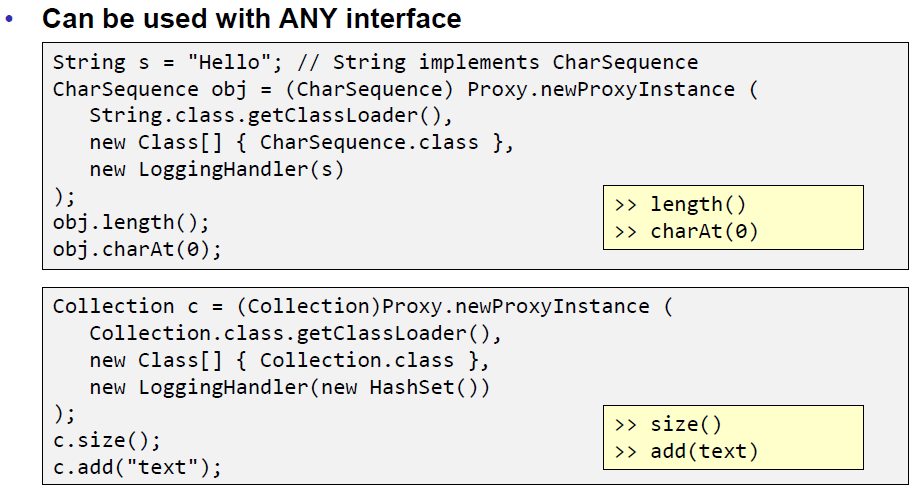 • Can be used with ANY interface
String s = "Hello"; // String implements CharSequence
CharSequence obj = (CharSequence) Proxy.newProxyInstance (
   String.class.getClassLoader(),
   new Class[] { CharSequence.class },
   new LoggingHandler(s)
);
obj.length();
obj.charAt(0);
>> length()
>> charAt(0)
Collection c = (Collection)Proxy.newProxyInstance (
   Collection.class.getClassLoader(),
   new Class[] { Collection.class },
   new LoggingHandler(new HashSet())
);
c.size();
c.add("text");
>> size()
>> add(text)